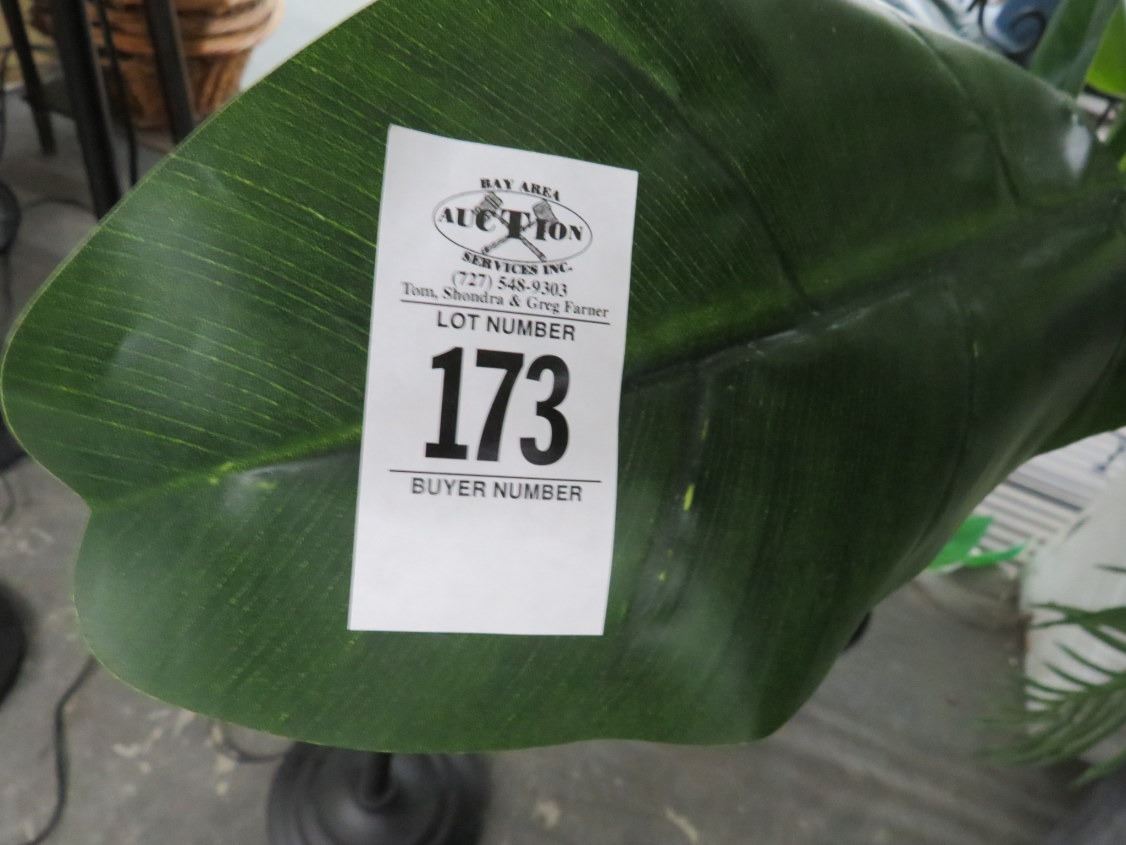 BAY AREA
AUCTION
SERVICES INC.
(727) 548-9303
Tom, Shondra & Greg Farner
LOT NUMBER
173
BUYER NUMBER